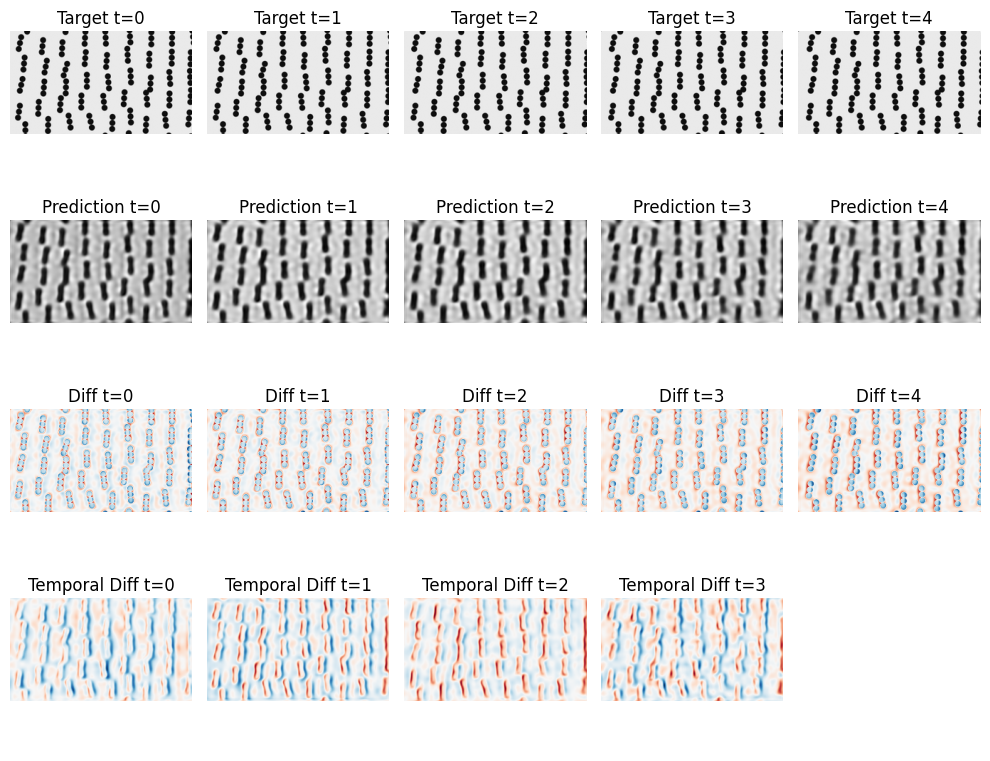 Target t=0 Target t=1 Target t=2 Target t=3 Target t=4
Prediction t=0 Prediction t=1 Prediction t=2 Prediction t=3 Prediction t=4
Diff t=0 Diff t=1 Diff t=2 Diff t=3 Diff t=4
Temporal Diff t=0 Temporal Diff t=1 Temporal Diff t=2 Temporal Diff t=3